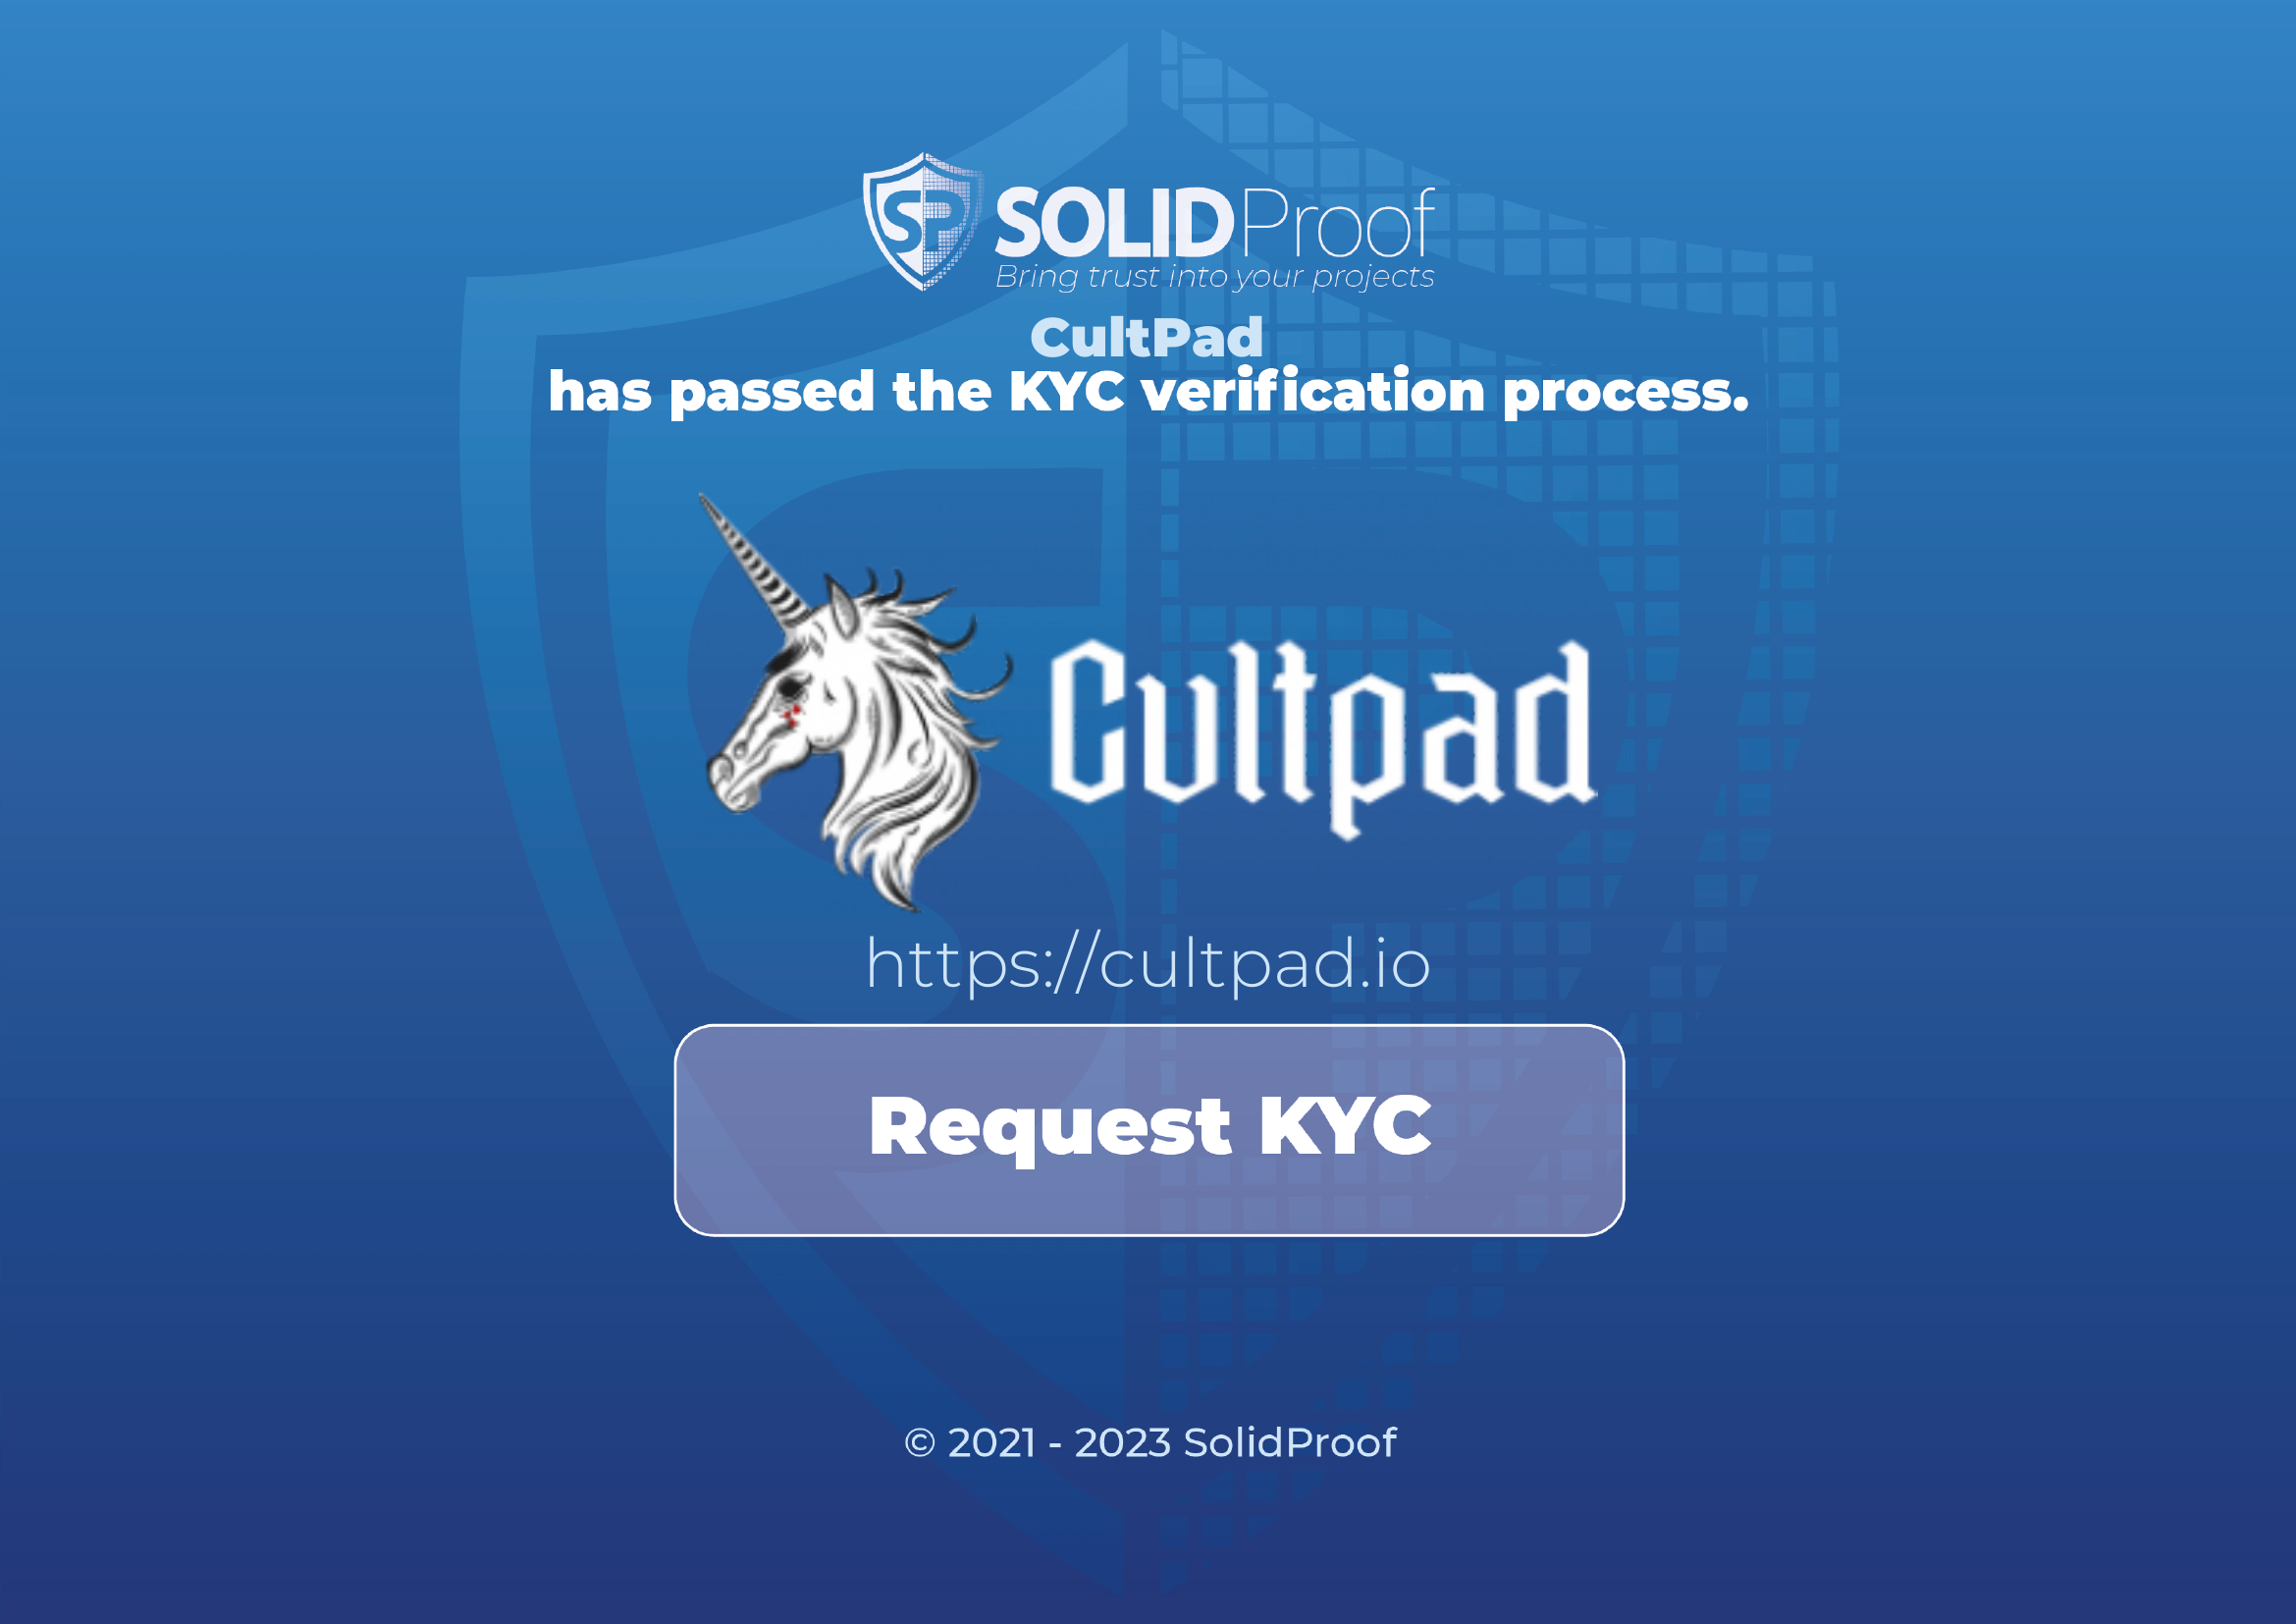 SP SOLIDProof
Bring trust into your projects
CultPad
has passed the KYC verification process.
Cultpad
https://cultpad.io
Request KYC
© 2021 - 2023 SolidProof